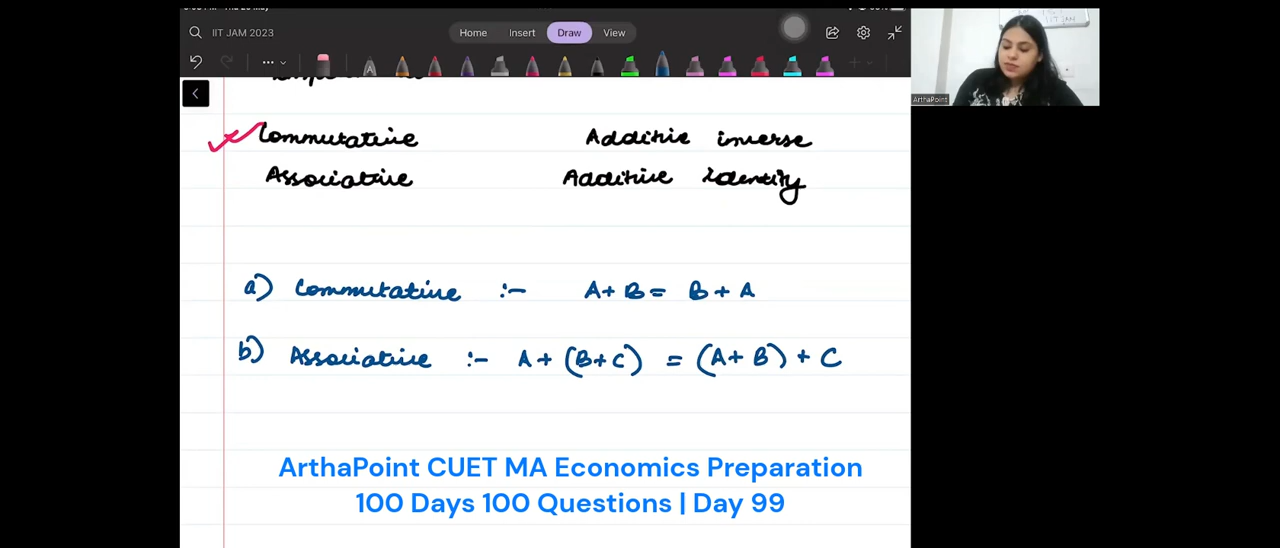 IIT JAM 2023
Home Insert Draw View
Commutative Additive inverse
Associative Additive identity
a) Commutative :- A + B = B + A
b) Associative :- A + (B+C) = (A + B) + C
ArthaPoint CUET MA Economics Preparation
100 Days 100 Questions | Day 99
ArthaPoint